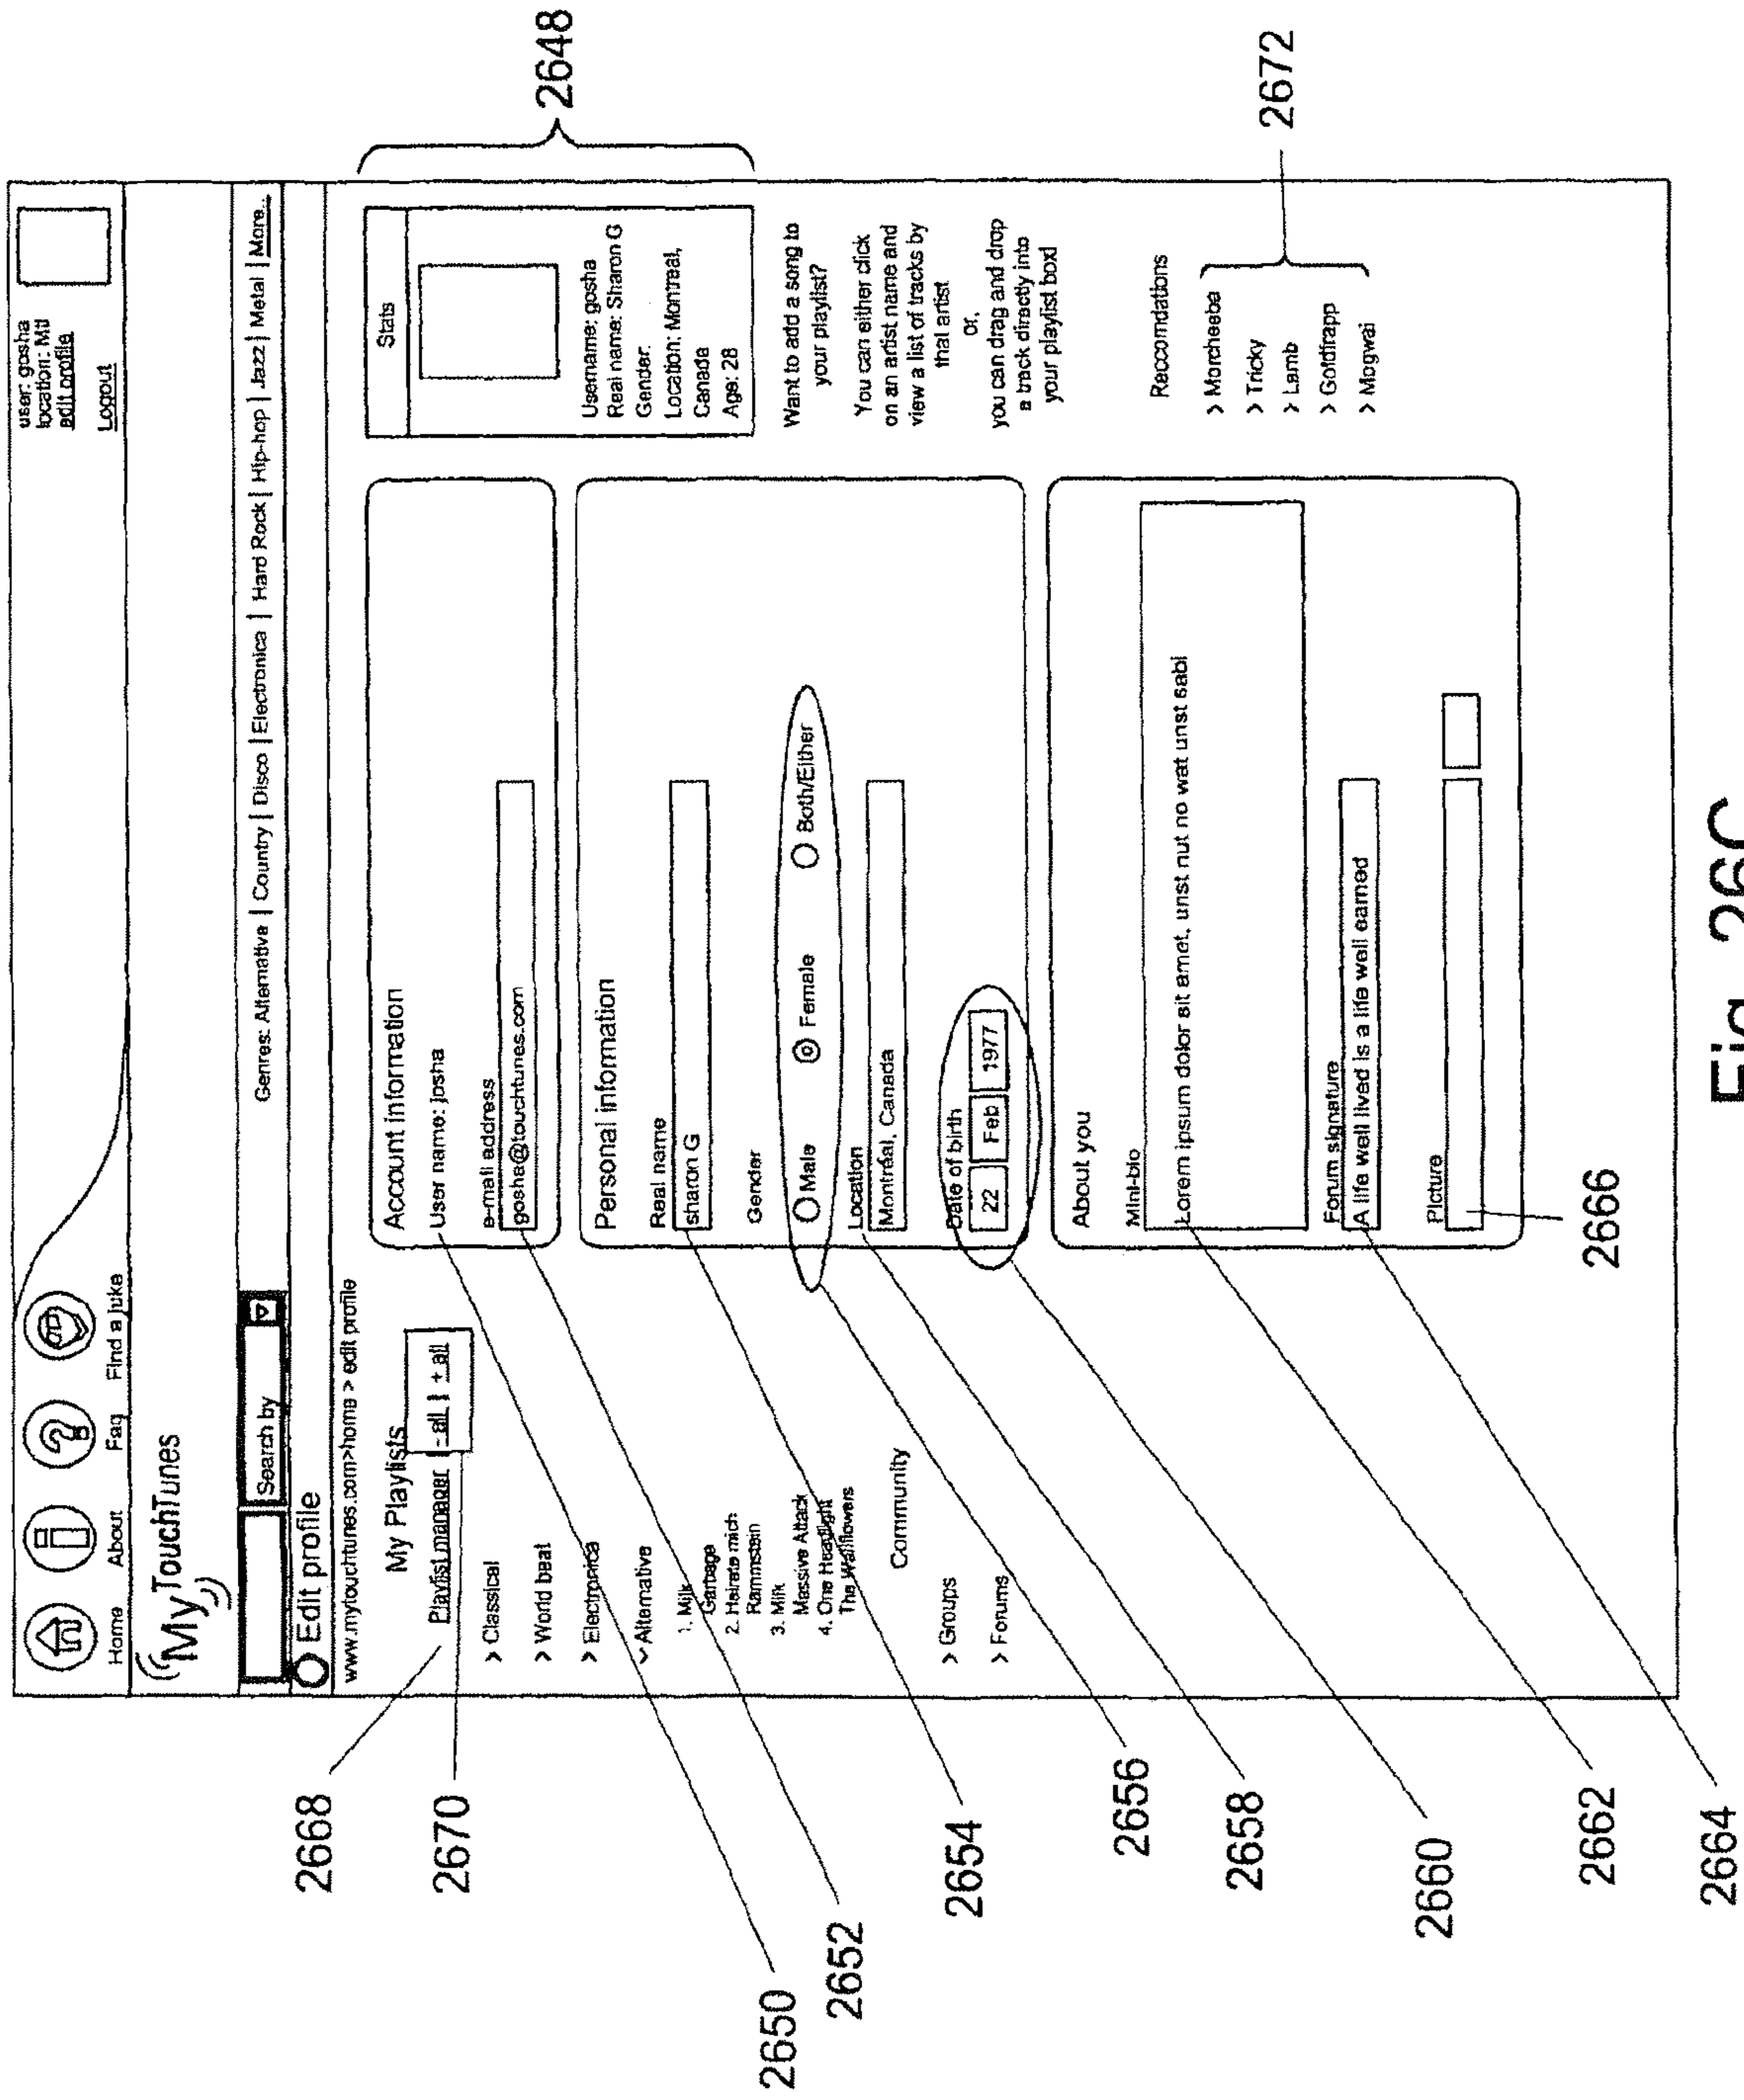 Home About Faq Find a juke
user: gosha
location: Mtl
edit profile
Logout
My TouchTunes
Search by
Genres: Alternative | Country | Disco | Electronica | Hard Rock | Hip-hop | Jazz | Metal | More..
Edit profile
www.mytouchtunes.com>home > edit profile
My Playlists
Playlist manager | - all | + all
> Classical
> World beat
> Electronica
Alternative
1. Milk
Garbage
2. Heirate mich
Rammstein
3. Milk
Massive Attack
4. One Headlight
The Wallflowers
Community
> Groups
> Forums
Account information
User name: josha
e-mail address
gosha@touchtunes.com
Personal information
Real name
sharon G
Gender
Male Female Both/Either
Location
Montréal, Canada
Date of birth
22 Feb 1977
About you
Mini-bio
Lorem ipsum dolor sit amet, unst nut no wat unst sabi
Forum signature
A life well lived is a life well earned
Picture
Stats
Username: gosha
Real name: Sharon G
Gender:
Location: Montreal,
Canada
Age: 28
Want to add a song to
your playlist?
You can either click
on an artist name and
view a list of tracks by
that artist
or,
you can drag and drop
a track directly into
your playlist box!
Reccomdations
> Morcheeba
> Tricky
> Lamb
> Goldfrapp
> Mogwai
2648
2672
2668
2670
2650
2652
2654
2656
2658
2660
2662
2664
2666
Fig. 26C